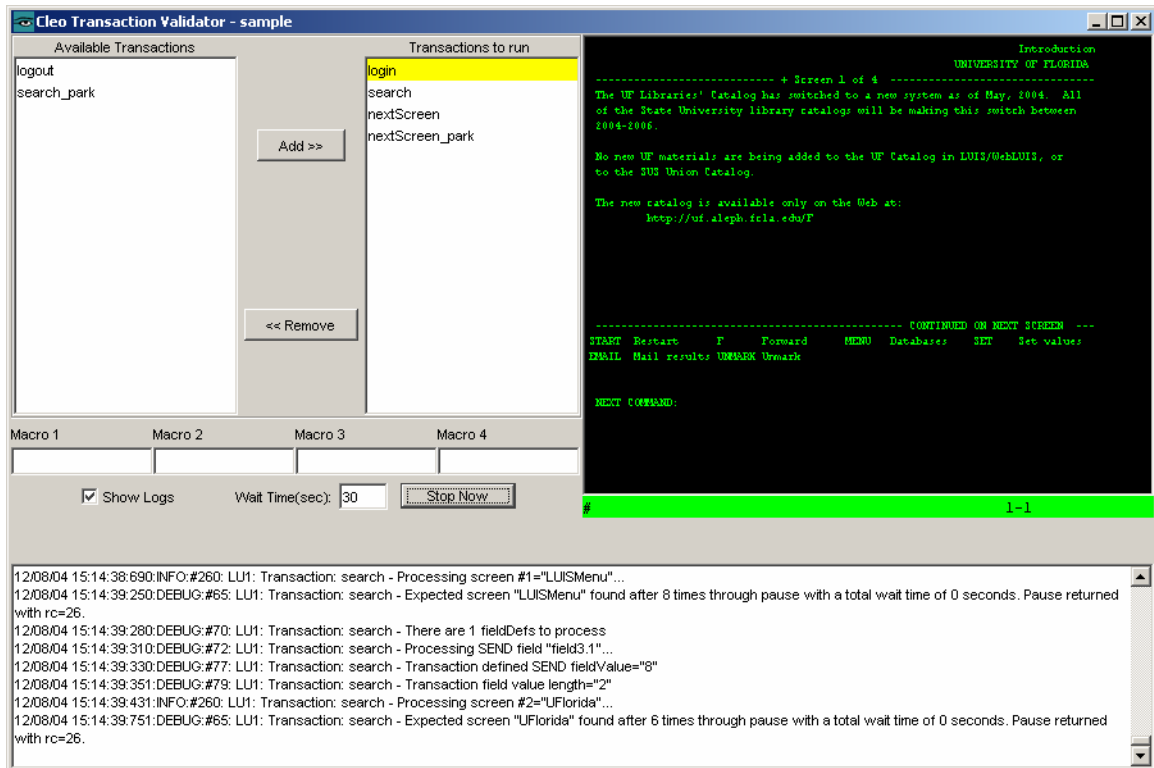 Cleo Transaction Validator - sample
Available Transactions
logout
search_park
Add >>
<< Remove
Transactions to run
login
search
nextScreen
nextScreen_park
Introduction
UNIVERSITY OF FLORIDA
---------------------------- + Screen 1 of 4 --------------------------------
The UF Libraries' Catalog has switched to a new system as of May, 2004. All
of the State University library catalogs will be making this switch between
2004-2006.
No new UF materials are being added to the UF Catalog in LUIS/WebLUIS, or
to the SUS Union Catalog.
The new catalog is available only on the Web at:
http://uf.aleph.fcla.edu/F
------------------------------------------------ CONTINUED ON NEXT SCREEN ---
START Restart F Forward MENU Databases SET Set values
EMAIL Mail results UNMARK Unmark
NEXT COMMAND:
# 1-1
Macro 1 Macro 2 Macro 3 Macro 4
Show Logs Wait Time(sec): 30 Stop Now
12/08/04 15:14:38:690:INFO:#260: LU1: Transaction: search - Processing screen #1="LUISMenu"...
12/08/04 15:14:39:250:DEBUG:#65: LU1: Transaction: search - Expected screen "LUISMenu" found after 8 times through pause with a total wait time of 0 seconds. Pause returned
with rc=26.
12/08/04 15:14:39:280:DEBUG:#70: LU1: Transaction: search - There are 1 fieldDefs to process
12/08/04 15:14:39:310:DEBUG:#72: LU1: Transaction: search - Processing SEND field "field3.1"...
12/08/04 15:14:39:330:DEBUG:#77: LU1: Transaction: search - Transaction defined SEND fieldValue="8"
12/08/04 15:14:39:351:DEBUG:#79: LU1: Transaction: search - Transaction field value length="2"
12/08/04 15:14:39:431:INFO:#260: LU1: Transaction: search - Processing screen #2="UFlorida"...
12/08/04 15:14:39:751:DEBUG:#65: LU1: Transaction: search - Expected screen "UFlorida" found after 6 times through pause with a total wait time of 0 seconds. Pause returned
with rc=26.